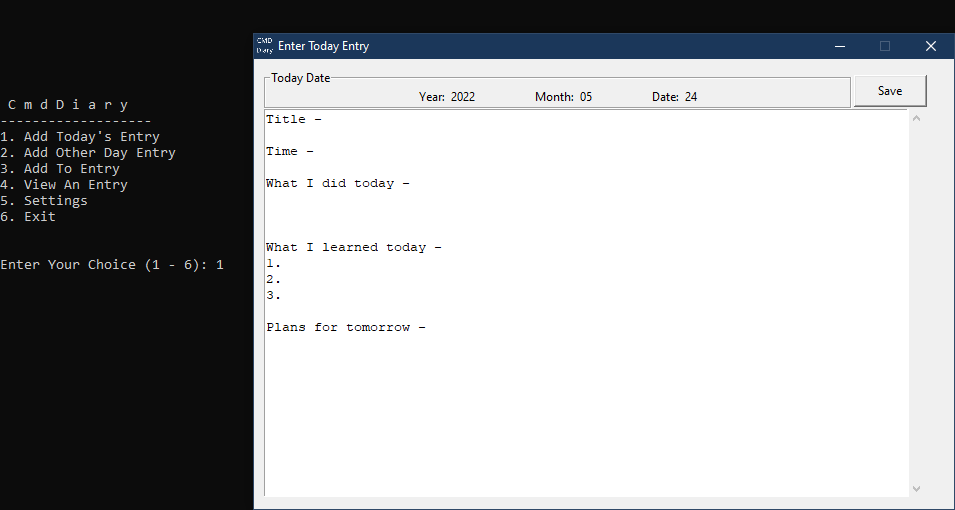 C m d D i a r y
-------------------
1. Add Today's Entry
2. Add Other Day Entry
3. Add To Entry
4. View An Entry
5. Settings
6. Exit
Enter Your Choice (1 - 6): 1
CMD
Diary
Enter Today Entry
Today Date
Year: 2022 Month: 05 Date: 24
Save
Title -
Time -
What I did today -
What I learned today -
1.
2.
3.
Plans for tomorrow -